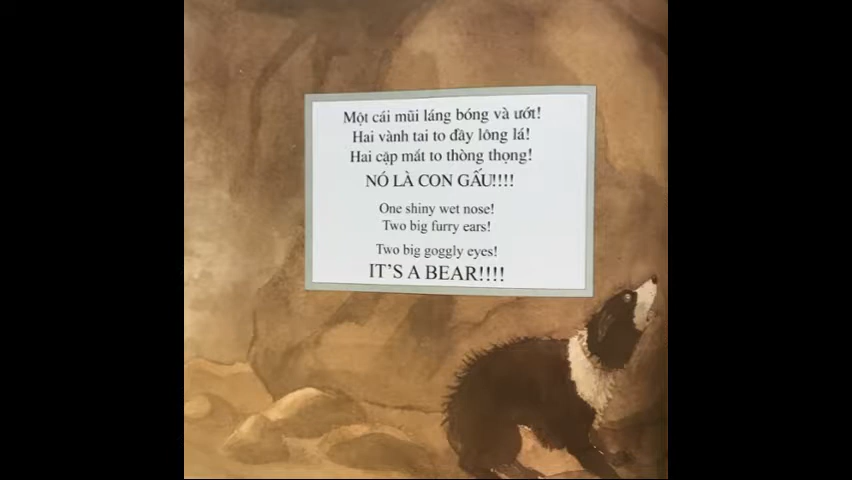 Một cái mũi láng bóng và ướt!
Hai vành tai to đầy lông lá!
Hai cặp mắt to thòng thọng!
NÓ LÀ CON GẤU!!!!
One shiny wet nose!
Two big furry ears!
Two big goggly eyes!
IT'S A BEAR!!!!